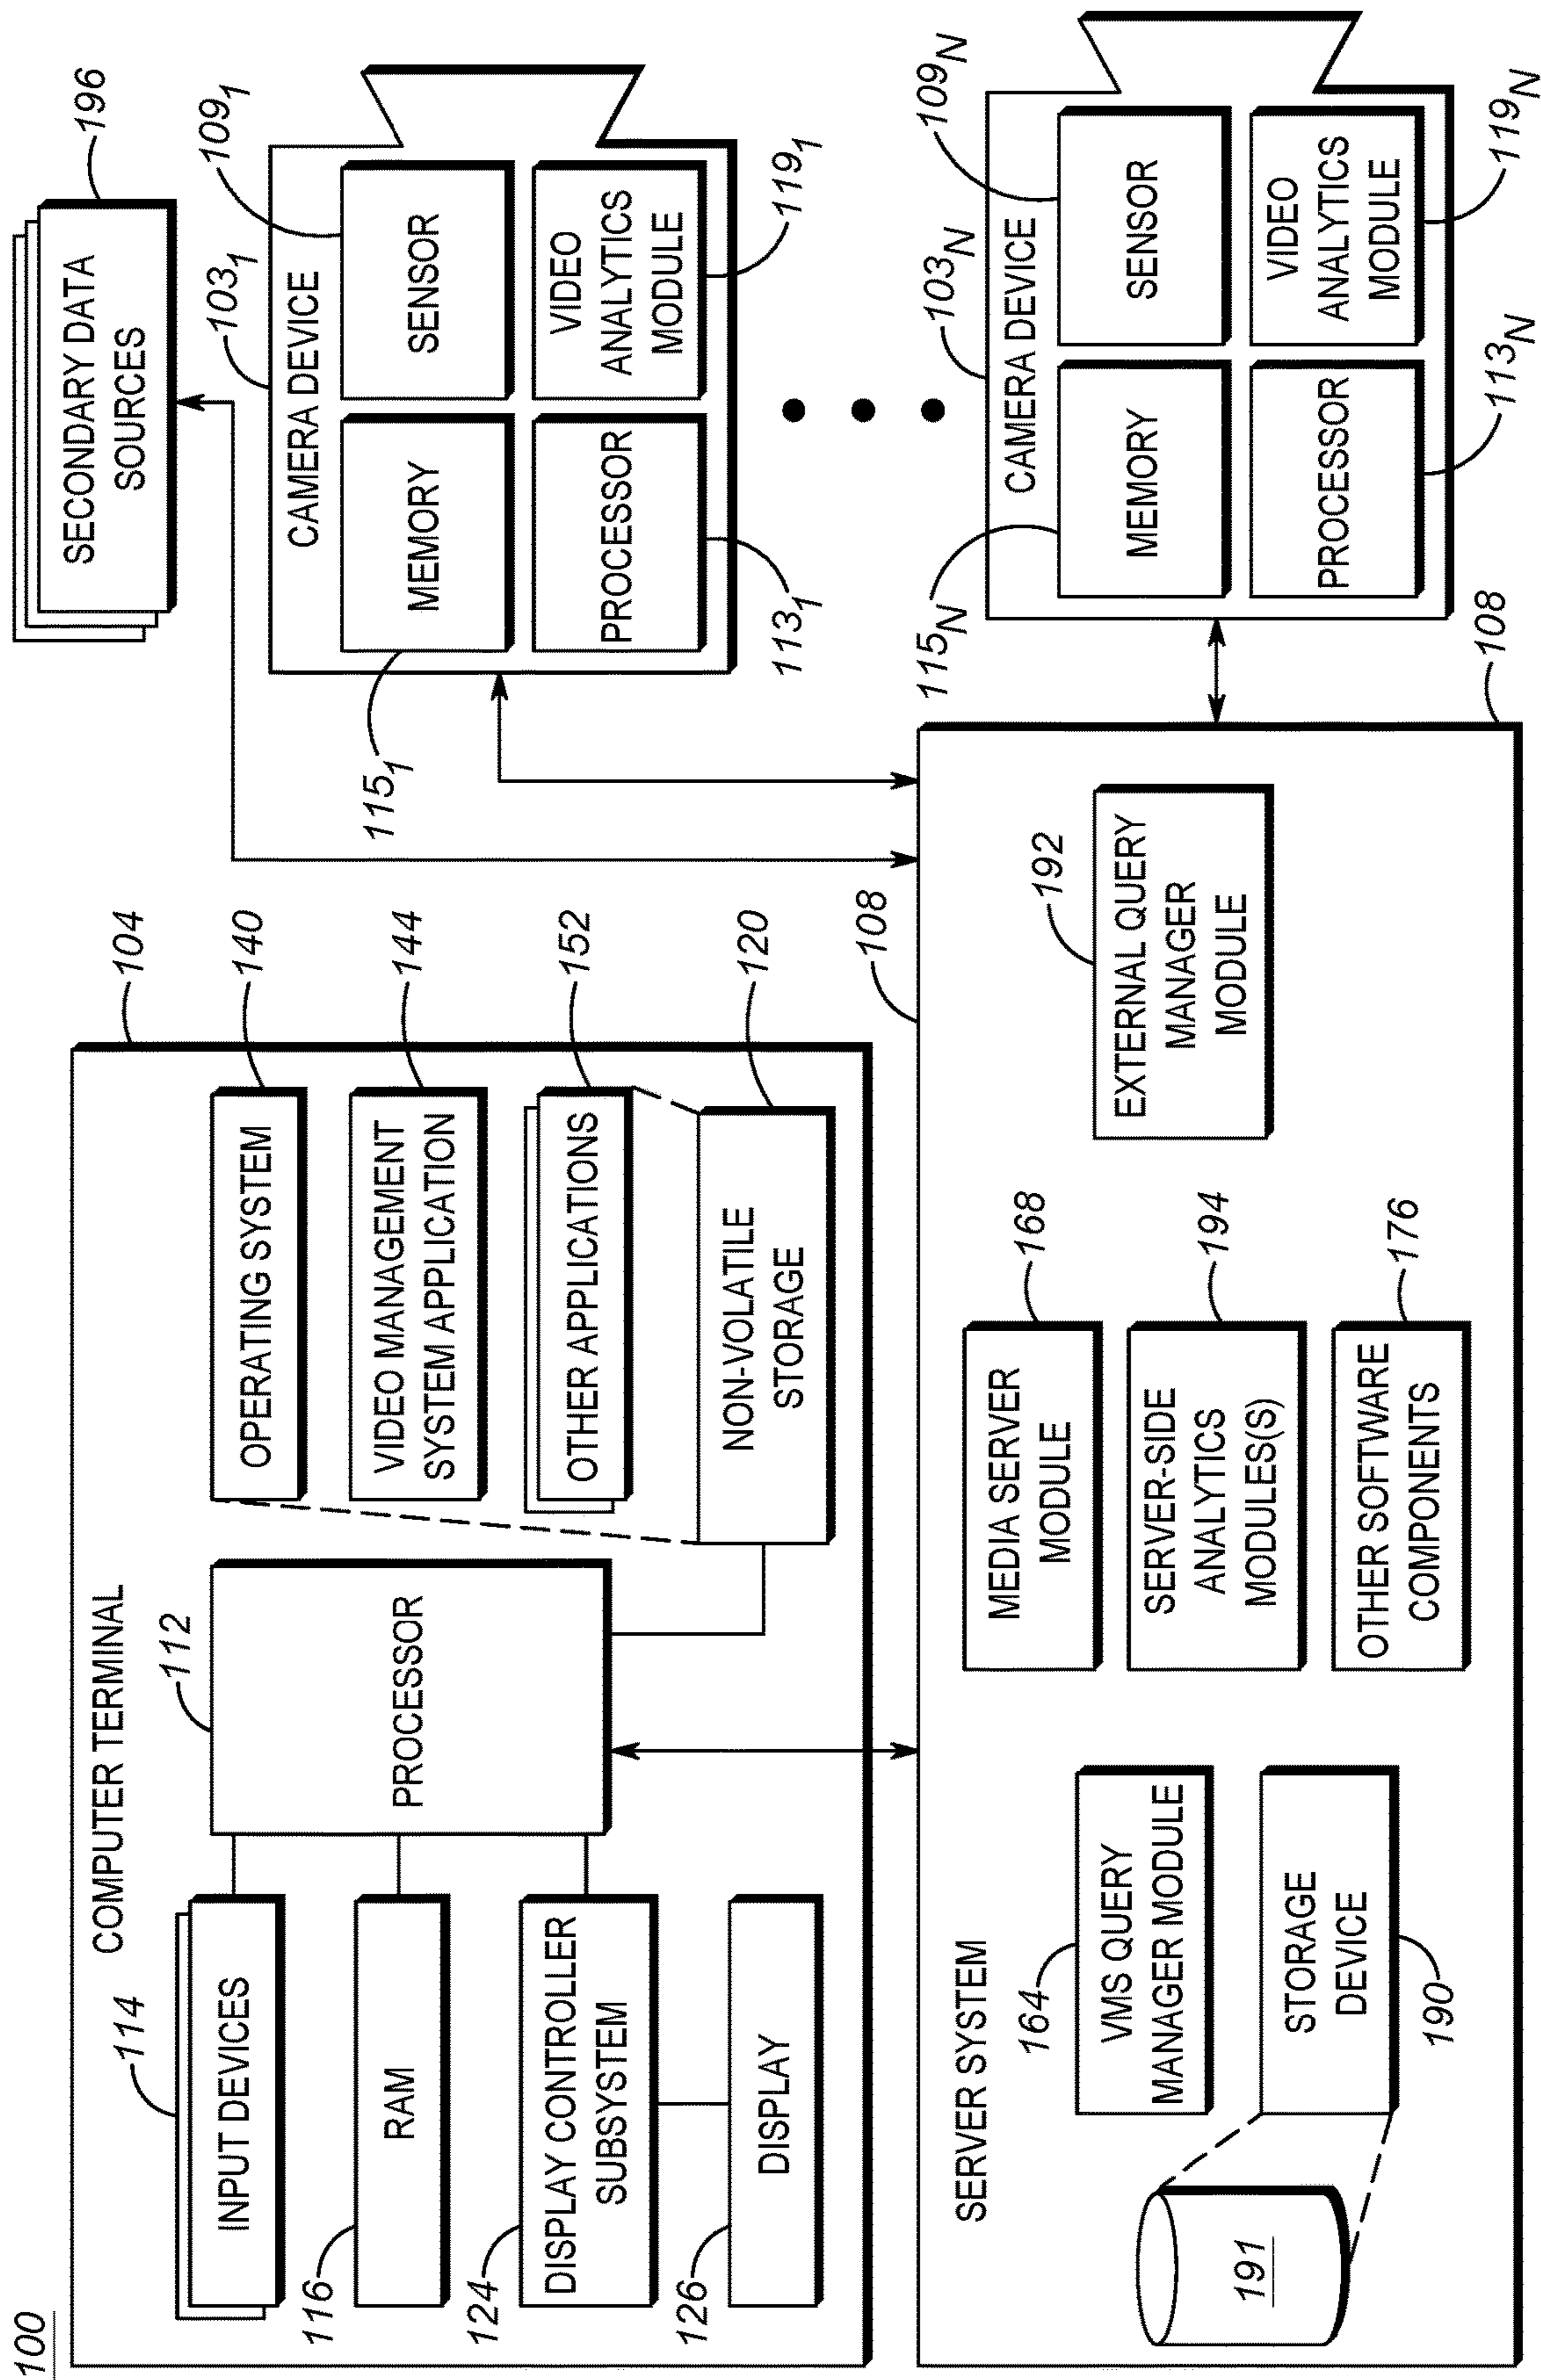 100
COMPUTER TERMINAL
104
114
INPUT DEVICES
116
RAM
124
DISPLAY CONTROLLER
SUBSYSTEM
126
DISPLAY
112
PROCESSOR
OPERATING SYSTEM
140
VIDEO MANAGEMENT
SYSTEM APPLICATION
144
OTHER APPLICATIONS
152
NON-VOLATILE
STORAGE
120
SERVER SYSTEM
108
108
191
164
VMS QUERY
MANAGER MODULE
STORAGE
DEVICE
190
MEDIA SERVER
MODULE
168
SERVER-SIDE
ANALYTICS
MODULES(S)
194
OTHER SOFTWARE
COMPONENTS
176
192
EXTERNAL QUERY
MANAGER
MODULE
SECONDARY DATA
SOURCES
196
103₁
CAMERA DEVICE
115₁
MEMORY
109₁
SENSOR
PROCESSOR
113₁
VIDEO
ANALYTICS
MODULE
119₁
103N
CAMERA DEVICE
115N
MEMORY
109N
SENSOR
PROCESSOR
113N
VIDEO
ANALYTICS
MODULE
119N